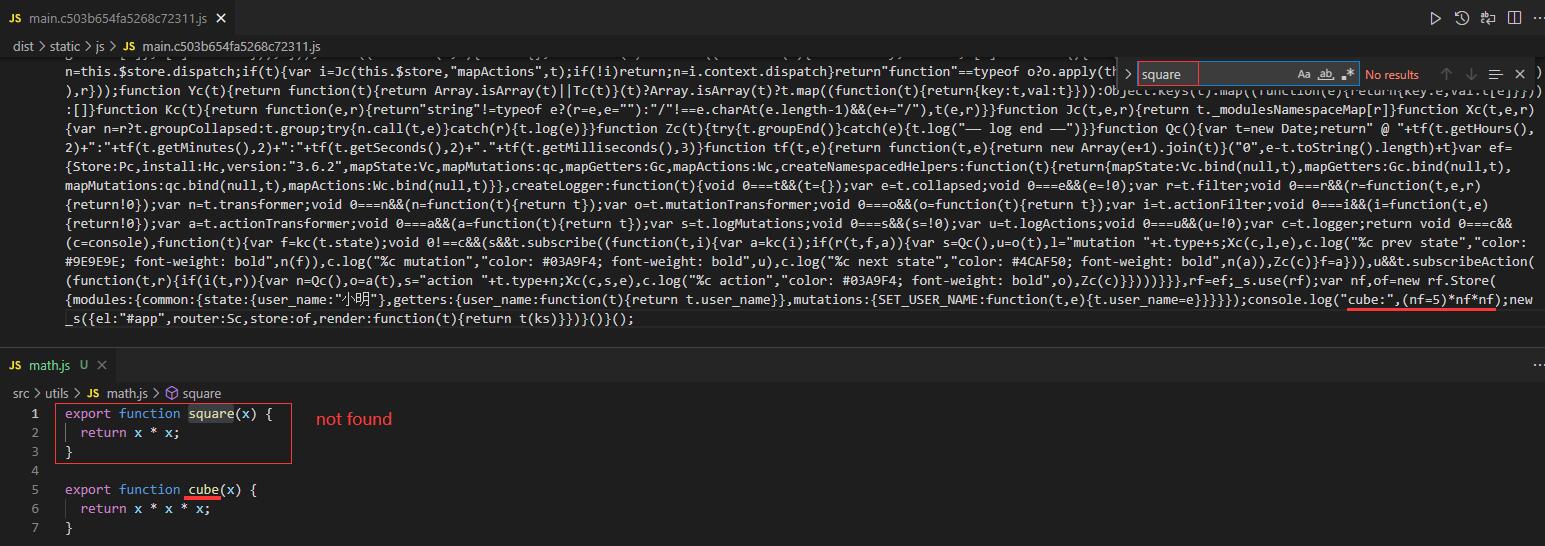 JS main.c503b654fa5268c72311.js ×
dist > static > js > JS main.c503b654fa5268c72311.js
n=this.$store.dispatch;if(t){var i=Jc(this.$store,"mapActions",t);if(!i)return;n=i.context.dispatch}return"function"==typeof o?o.apply(th
square
Aa ab .* No results
),r}));function Yc(t){return function(t){return Array.isArray(t)||Tc(t)}(t)?Array.isArray(t)?t.map((function(t){return{key:t,val:t}})):Object.keys(t).map((function(e){return{key:e,val:t[e]}}))
:[]}function Kc(t){return function(e,r){return"string"!=typeof e?(r=e,e=""):"/"!==e.charAt(e.length-1)&&(e+="/"),t(e,r)}}function Jc(t,e,r){return t._modulesNamespaceMap[r]}function Xc(t,e,r)
{var n=r?t.groupCollapsed:t.group;try{n.call(t,e)}catch(r){t.log(e)}}function Zc(t){try{t.groupEnd()}catch(e){t.log("—— log end ——")}}function Qc(){var t=new Date;return" @ "+tf(t.getHours(),
2)+":"+tf(t.getMinutes(),2)+":"+tf(t.getSeconds(),2)+"."+tf(t.getMilliseconds(),3)}function tf(t,e){return function(t,e){return new Array(e+1).join(t)}("0",e-t.toString().length)+t}var ef=
{Store:Pc,install:Hc,version:"3.6.2",mapState:Vc,mapMutations:qc,mapGetters:Gc,mapActions:Wc,createNamespacedHelpers:function(t){return{mapState:Vc.bind(null,t),mapGetters:Gc.bind(null,t),
mapMutations:qc.bind(null,t),mapActions:Wc.bind(null,t)}},createLogger:function(t){void 0===t&&(t={});var e=t.collapsed;void 0===e&&(e=!0);var r=t.filter;void 0===r&&(r=function(t,e,r)
{return!0});var n=t.transformer;void 0===n&&(n=function(t){return t});var o=t.mutationTransformer;void 0===o&&(o=function(t){return t});var i=t.actionFilter;void 0===i&&(i=function(t,e)
{return!0});var a=t.actionTransformer;void 0===a&&(a=function(t){return t});var s=t.logMutations;void 0===s&&(s=!0);var u=t.logActions;void 0===u&&(u=!0);var c=t.logger;return void 0===c&&
(c=console),function(t){var f=kc(t.state);void 0!==c&&(s&&t.subscribe((function(t,i){var a=kc(i);if(r(t,f,a)){var s=Qc(),u=o(t),l="mutation "+t.type+s;Xc(c,l,e),c.log("%c prev state","color:
#9E9E9E; font-weight: bold",n(f)),c.log("%c mutation","color: #03A9F4; font-weight: bold",u),c.log("%c next state","color: #4CAF50; font-weight: bold",n(a)),Zc(c)}f=a})),u&&t.subscribeAction(
(function(t,r){if(i(t,r)){var n=Qc(),o=a(t),s="action "+t.type+n;Xc(c,s,e),c.log("%c action","color: #03A9F4; font-weight: bold",o),Zc(c)}})))}}},rf=ef;_s.use(rf);var nf,of=new rf.Store(
{modules:{common:{state:{user_name:"小明"},getters:{user_name:function(t){return t.user_name}},mutations:{SET_USER_NAME:function(t,e){t.user_name=e}}}}});console.log("cube:",(nf=5)*nf*nf);new
_s({el:"#app",router:Sc,store:of,render:function(t){return t(ks)}})}()}();
JS math.js U ×
src > utils > JS math.js > square
1 export function square(x) {
not found
2 return x * x;
3 }
4
5 export function cube(x) {
6 return x * x * x;
7 }